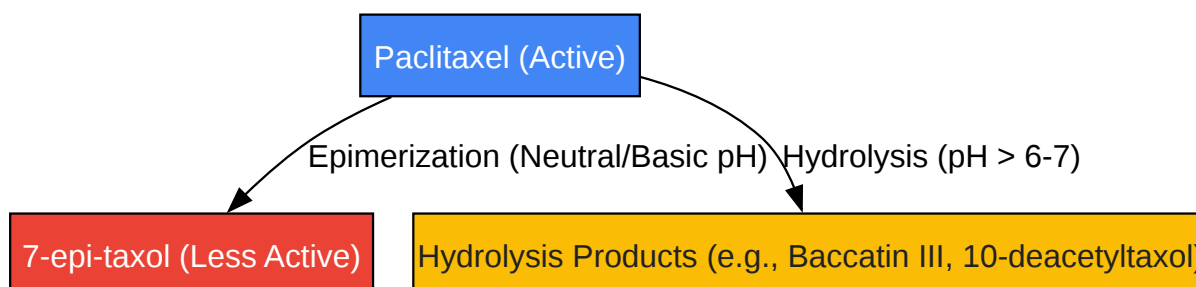 Paclitaxel (Active)
Epimerization (Neutral/Basic pH)
Hydrolysis (pH > 6-7)
7-epi-taxol (Less Active)
Hydrolysis Products (e.g., Baccatin III, 10-deacetyltaxol)